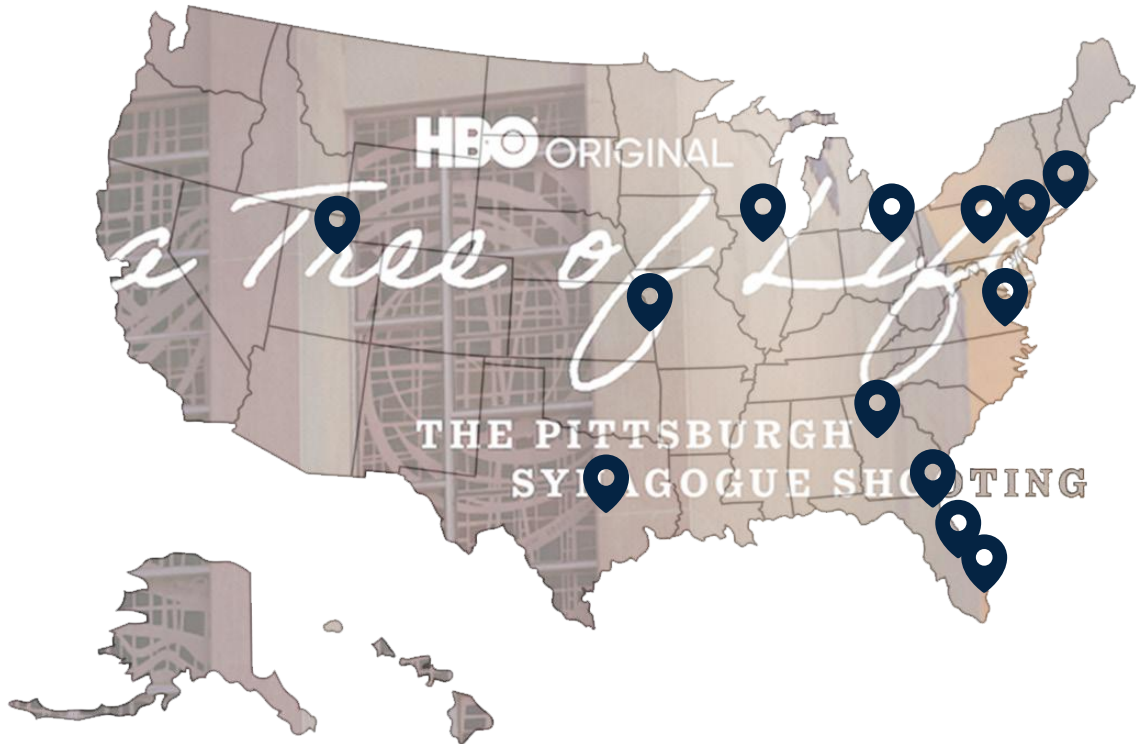 HBO ORIGINAL
a Tree of Life
THE PITTSBURGH
SYNAGOGUE SHOOTING